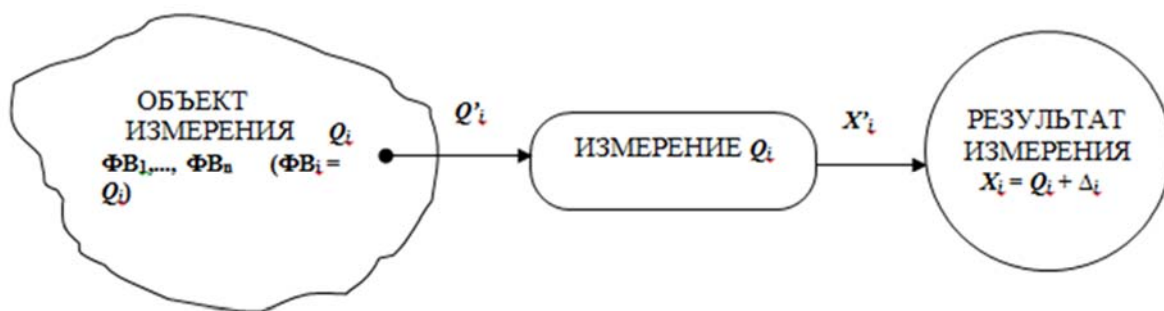 ОБЪЕКТ
ИЗМЕРЕНИЯ Qi
ФВ1,..., ФВn (ФВi =
Qi)
Q'i
ИЗМЕРЕНИЕ Qi
X'i
РЕЗУЛЬТАТ
ИЗМЕРЕНИЯ
Xi = Qi + Δi